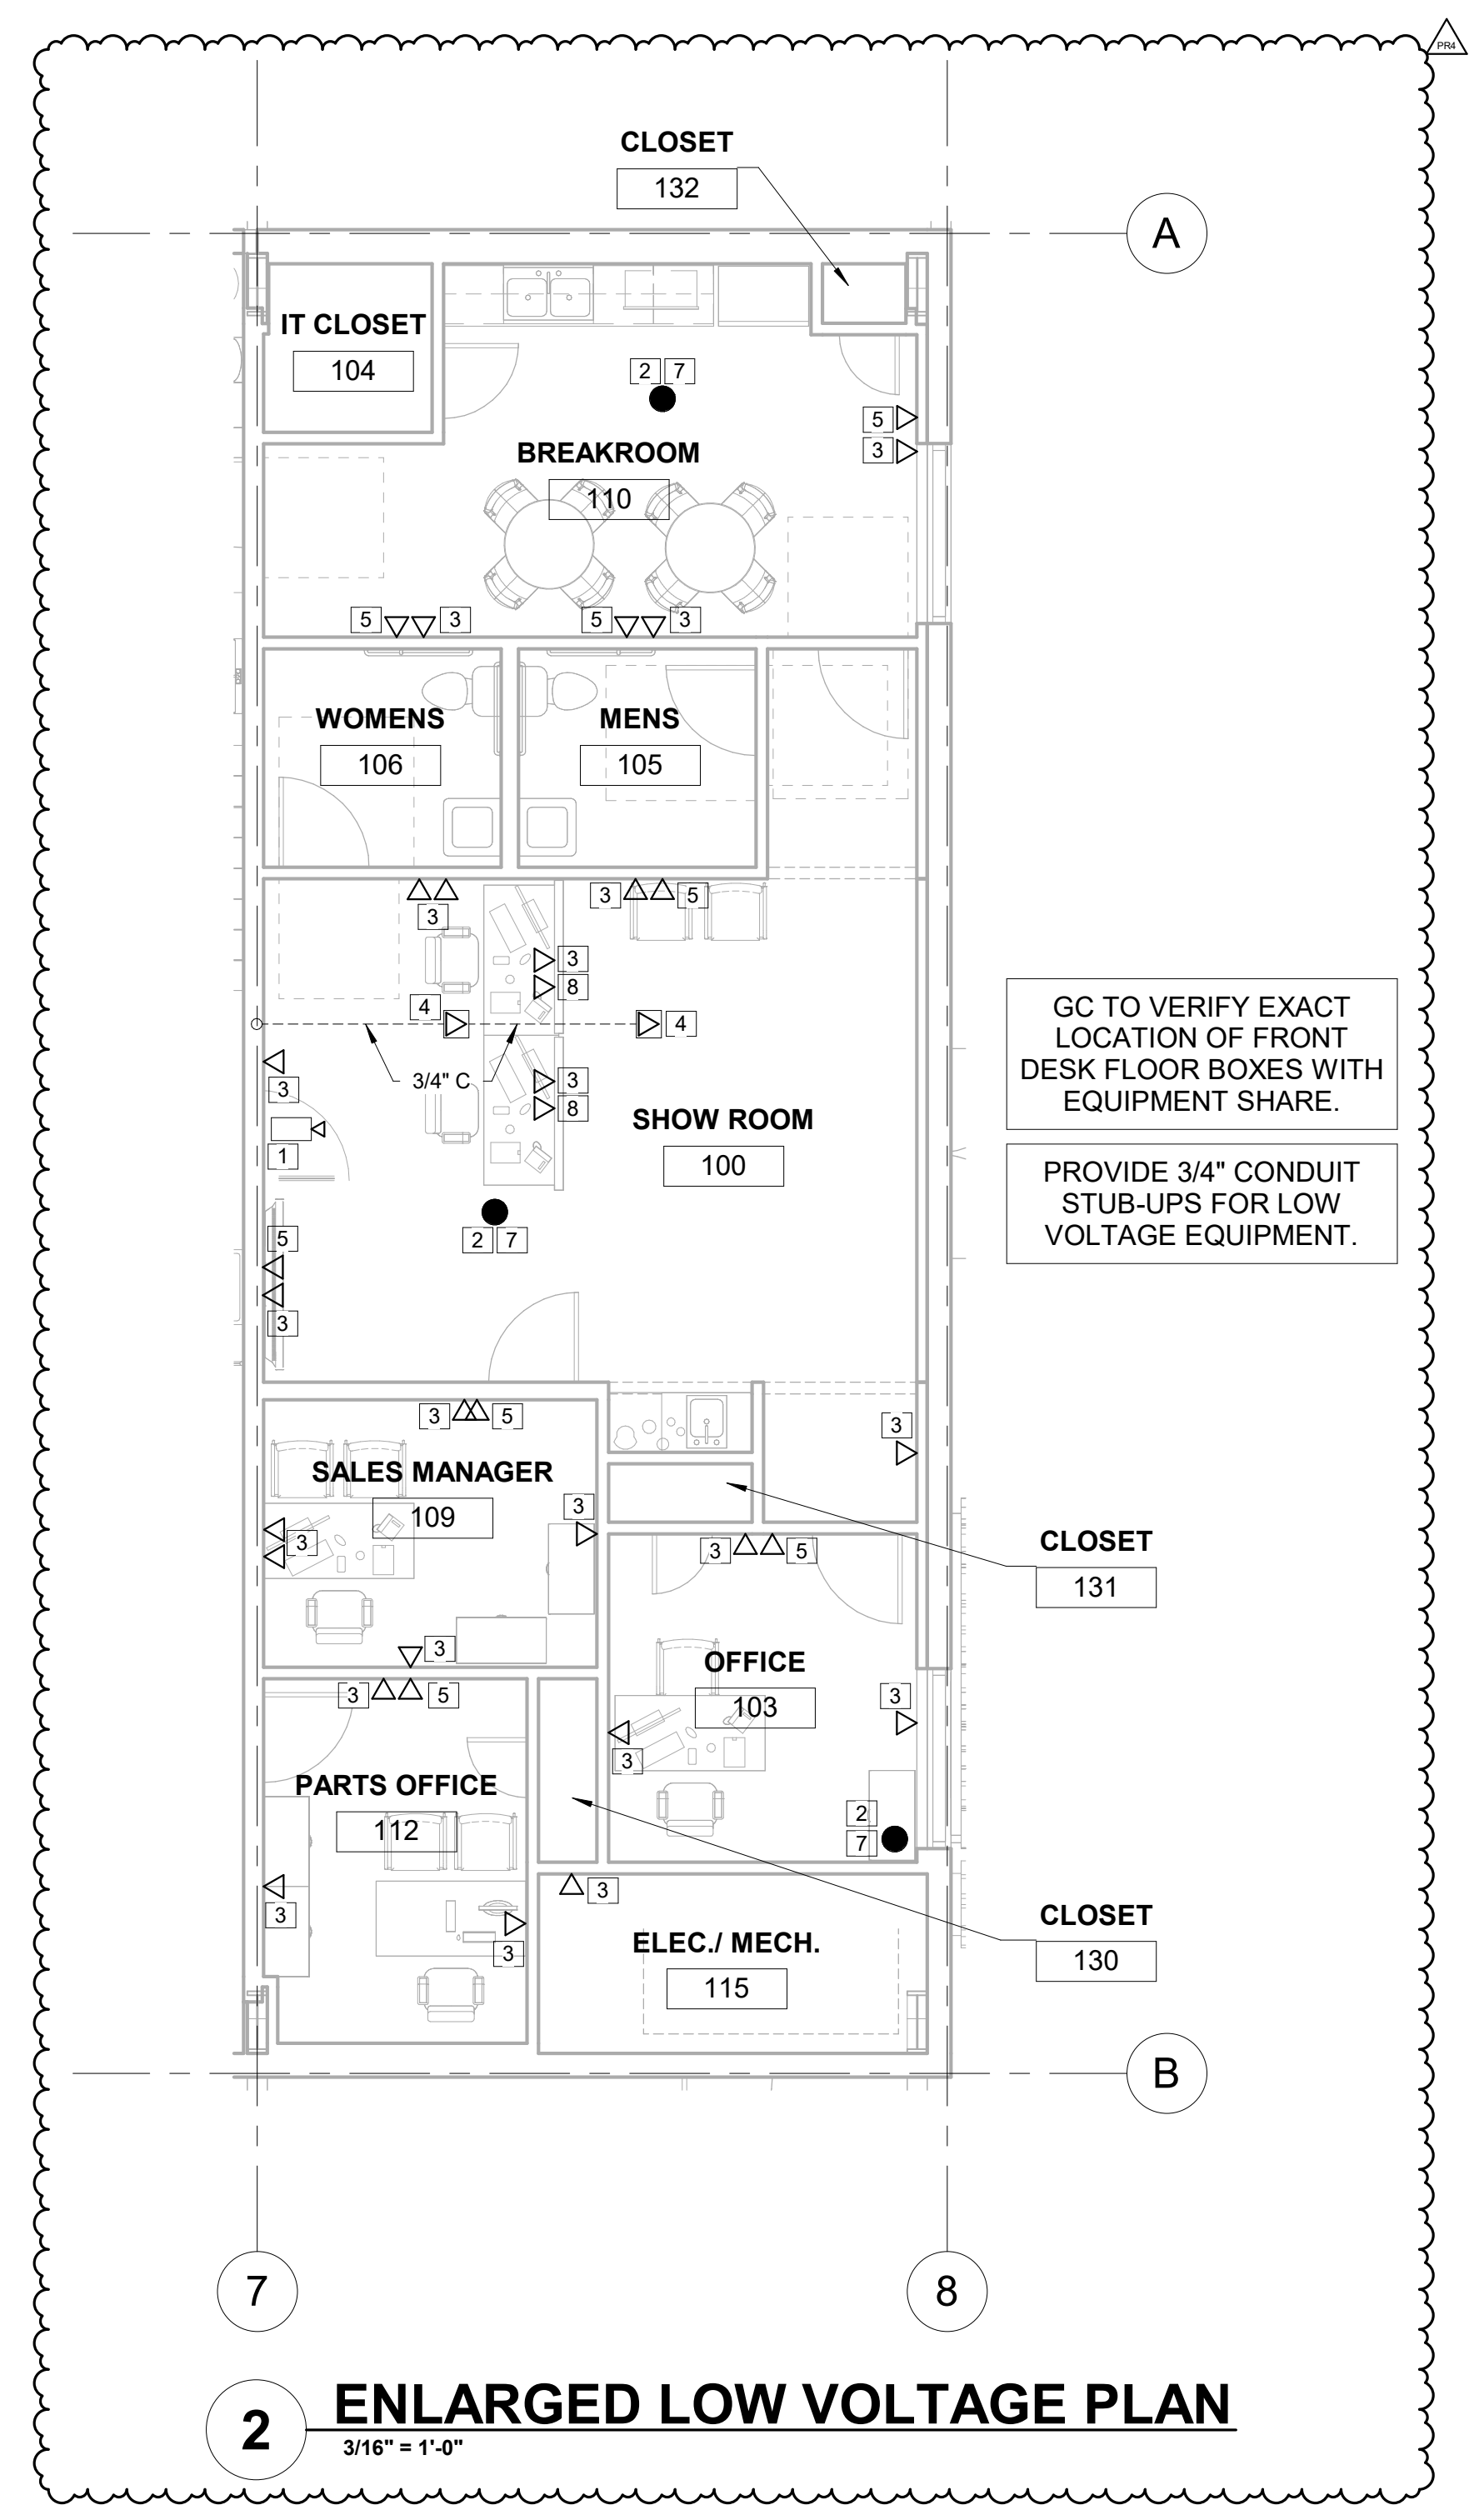 PR4
CLOSET
132
A
IT CLOSET
104
2 7
5
3
BREAKROOM
110
5 3
5 3
WOMENS
106
MENS
105
3
3 5
3
8
4
4
3/4" C
3
3
8
1
SHOW ROOM
100
GC TO VERIFY EXACT
LOCATION OF FRONT
DESK FLOOR BOXES WITH
EQUIPMENT SHARE.
PROVIDE 3/4" CONDUIT
STUB-UPS FOR LOW
VOLTAGE EQUIPMENT.
2 7
5
3
3 5
3
SALES MANAGER
109
3
3
3
3 5
CLOSET
131
OFFICE
103
3
3
3 5
PARTS OFFICE
112
2
7
3
3
3
ELEC./ MECH.
115
CLOSET
130
B
7
8
2
ENLARGED LOW VOLTAGE PLAN
3/16" = 1'-0"